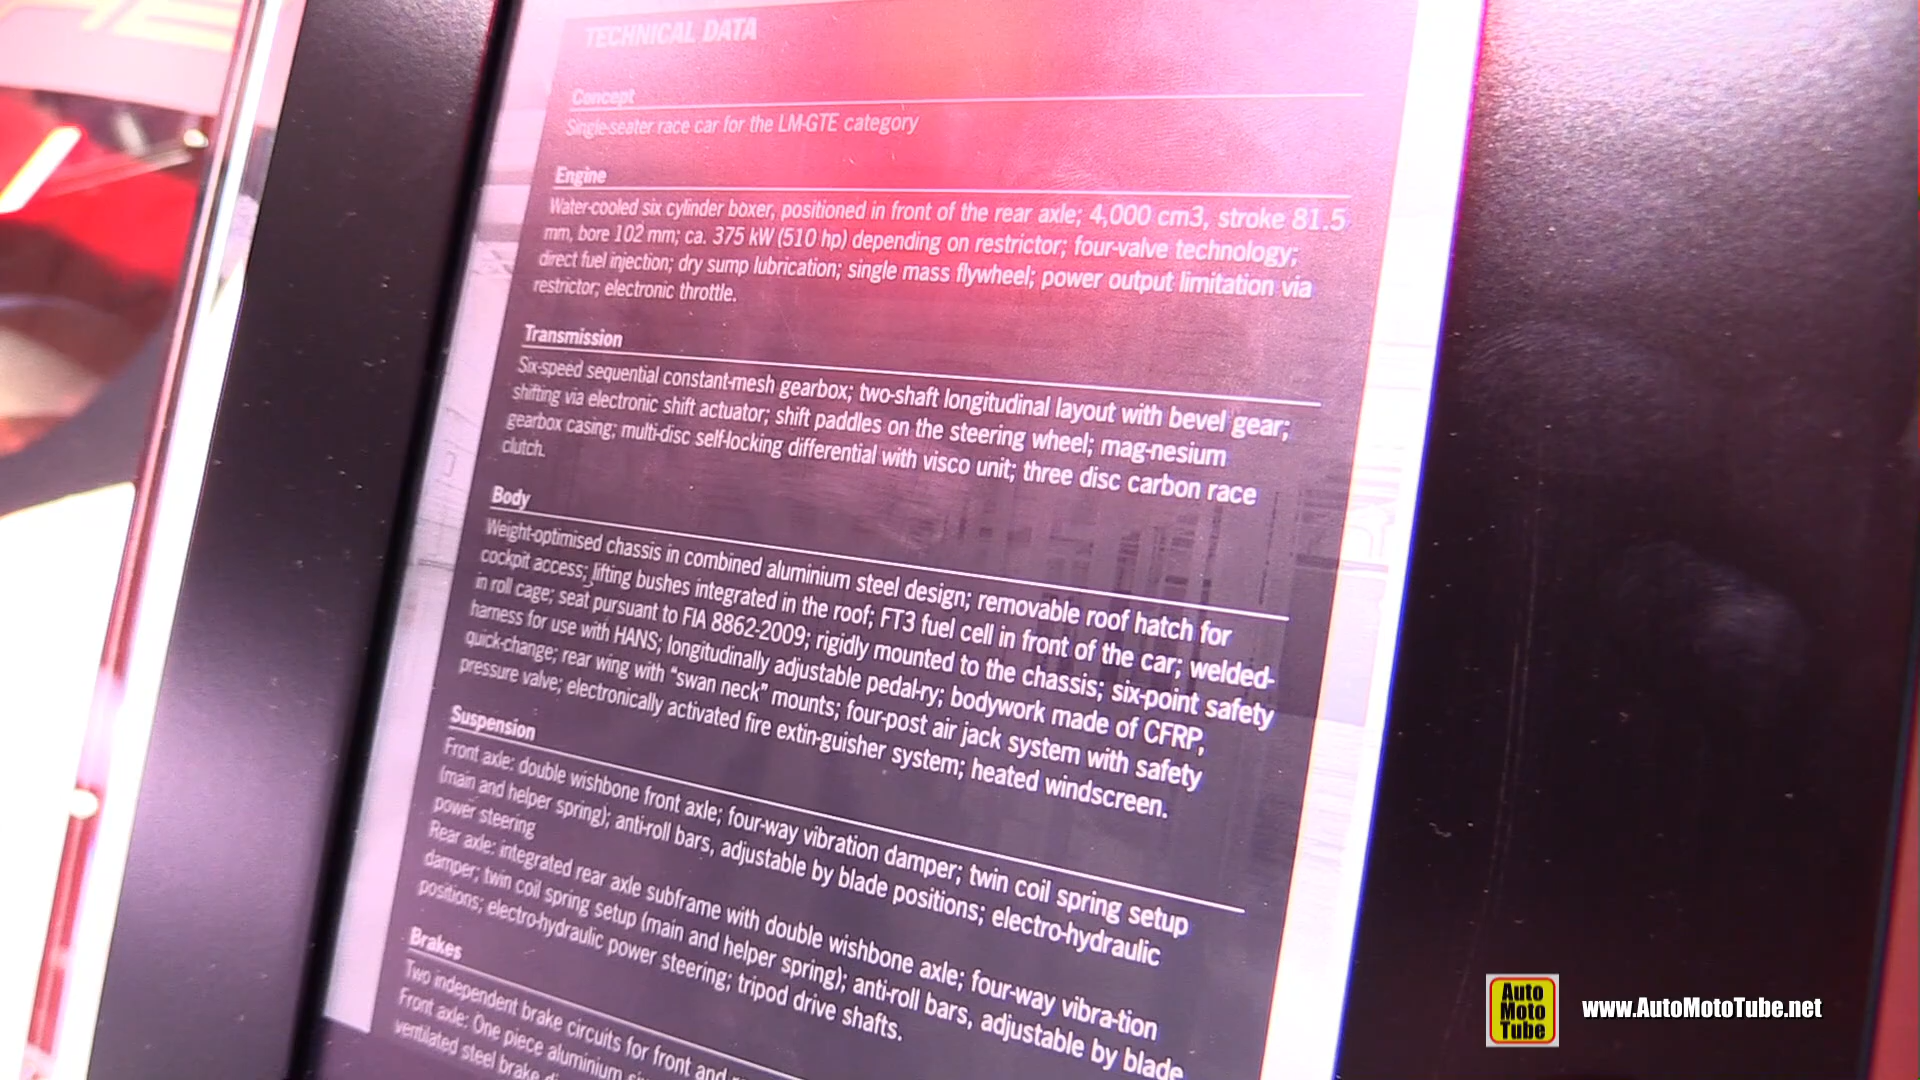 TECHNICAL DATA
Concept
Single-seater race car for the LM-GTE category
Engine
Water-cooled six cylinder boxer, positioned in front of the rear axle; 4,000 cm3, stroke 81.5
mm, bore 102 mm; ca. 375 kW (510 hp) depending on restrictor; four-valve technology;
direct fuel injection; dry sump lubrication; single mass flywheel; power output limitation via
restrictor; electronic throttle.
Transmission
Six-speed sequential constant-mesh gearbox; two-shaft longitudinal layout with bevel gear;
shifting via electronic shift actuator; shift paddles on the steering wheel; mag-nesium
gearbox casing; multi-disc self-locking differential with visco unit; three disc carbon race
clutch.
Body
Weight-optimised chassis in combined aluminium steel design; removable roof hatch for
cockpit access; lifting bushes integrated in the roof; FT3 fuel cell in front of the car; welded-
in roll cage; seat pursuant to FIA 8862-2009; rigidly mounted to the chassis; six-point safety
harness for use with HANS; longitudinally adjustable pedal-ry; bodywork made of CFRP,
quick-change; rear wing with "swan neck" mounts; four-post air jack system with safety
pressure valve; electronically activated fire extin-guisher system; heated windscreen.
Suspension
Front axle: double wishbone front axle; four-way vibration damper; twin coil spring setup
(main and helper spring); anti-roll bars, adjustable by blade positions; electro-hydraulic
power steering
Rear axle: integrated rear axle subframe with double wishbone axle; four-way vibra-tion
damper; twin coil spring setup (main and helper spring); anti-roll bars, adjustable by blade
positions; electro-hydraulic power steering; tripod drive shafts.
Brakes
Two independent brake circuits for front and
Front axle: One piece aluminium
ventilated steel brake
Auto
Moto
Tube
www.AutoMotoTube.net